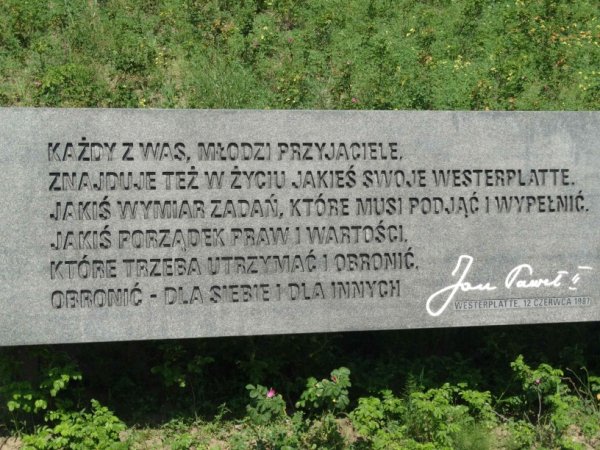 KAŻDY Z WAS, MŁODZI PRZYJACIELE,
ZNAJDUJE TEŻ W ŻYCIU JAKIEŚ SWOJE WESTERPLATTE.
JAKIŚ WYMIAR ZADAŃ, KTÓRE MUSI PODJĄĆ I WYPEŁNIĆ.
JAKIŚ PORZĄDEK PRAW I WARTOŚCI,
KTÓRE TRZEBA UTRZYMAĆ I OBRONIĆ.
OBRONIĆ - DLA SIEBIE I DLA INNYCH
Jan Paweł II
WESTERPLATTE, 12 CZERWCA 1987